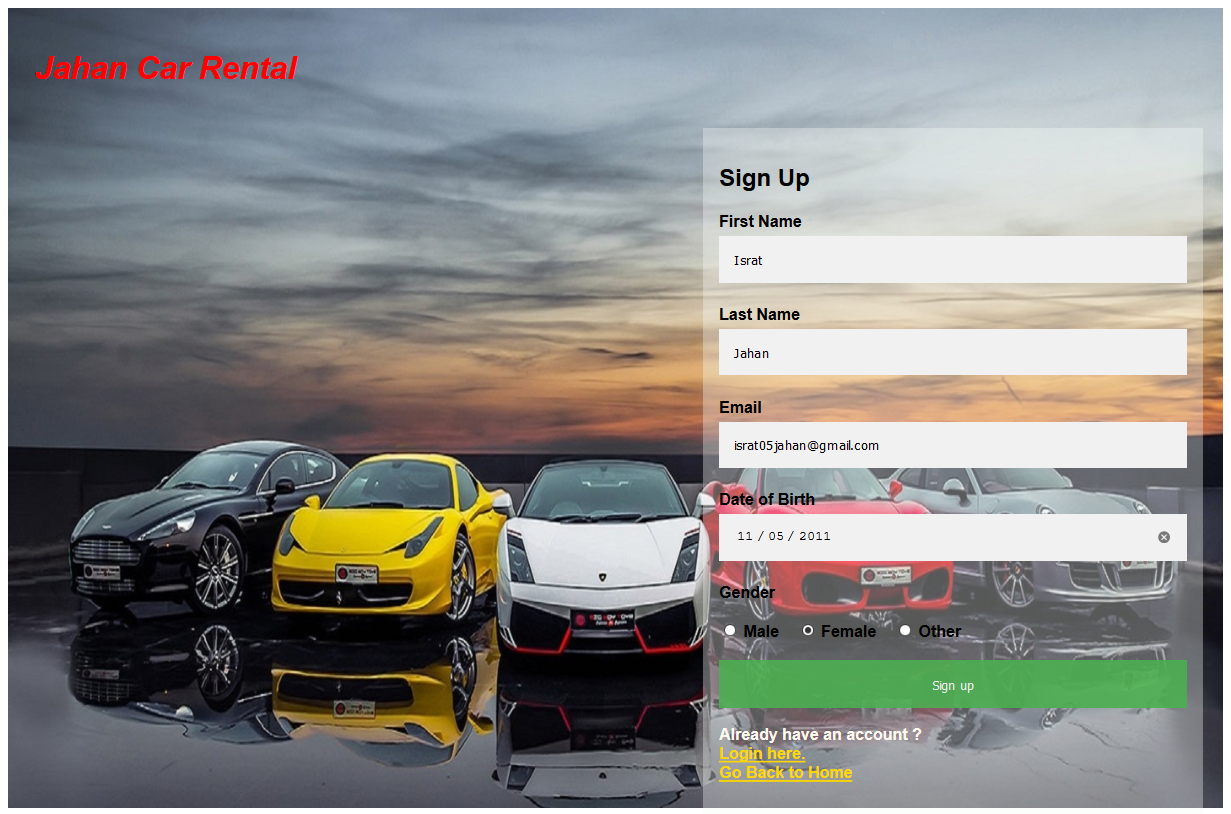 Jahan Car Rental
Sign Up
First Name
Israt
Last Name
Jahan
Email
israt05jahan@gmail.com
Date of Birth
11 / 05 / 2011
Gender
Male Female Other
Sign up
Already have an account ?
Login here.
Go Back to Home